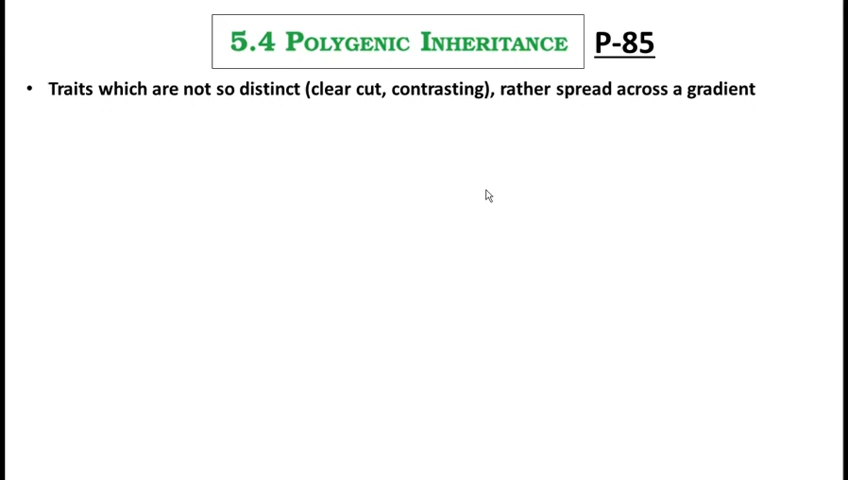 5.4 POLYGENIC INHERITANCE P-85
• Traits which are not so distinct (clear cut, contrasting), rather spread across a gradient